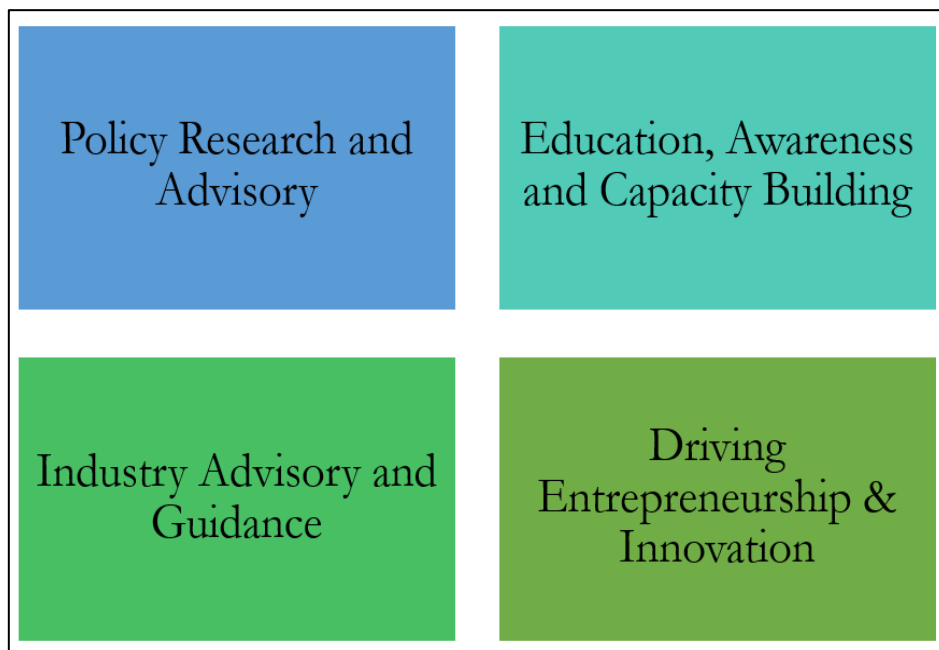 Policy Research and
Advisory
Education, Awareness
and Capacity Building
Industry Advisory and
Guidance
Driving
Entrepreneurship &
Innovation